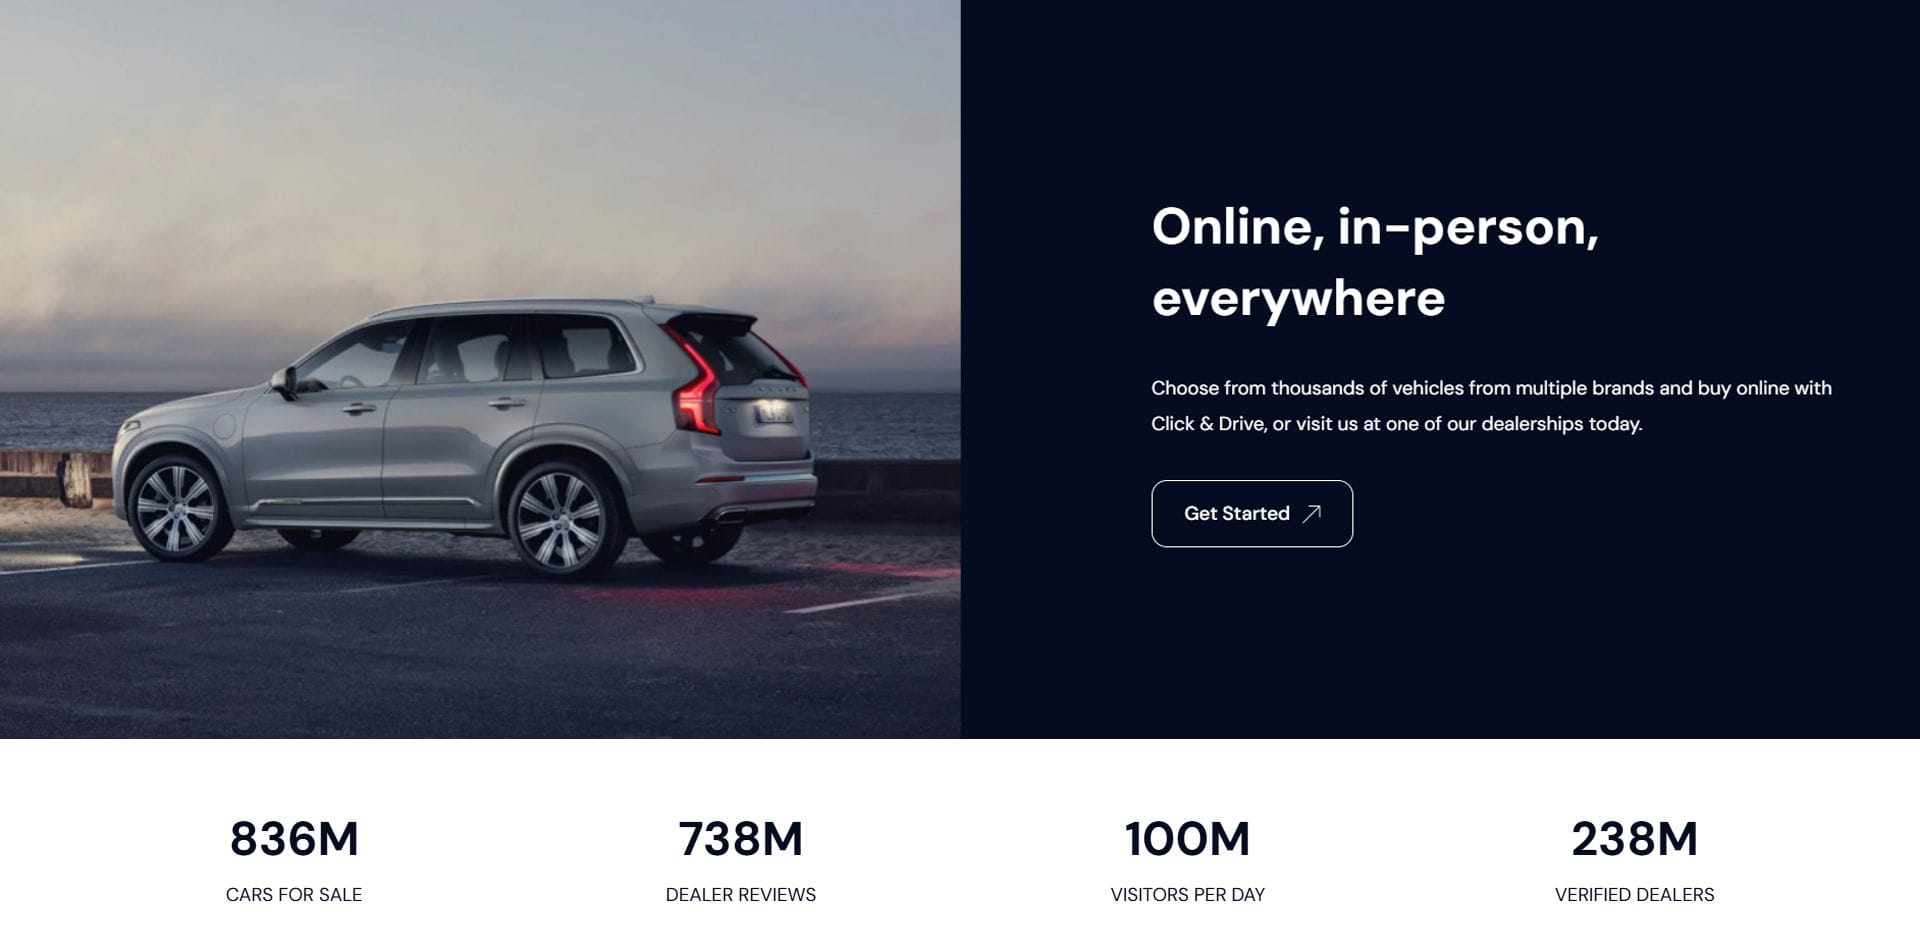 Online, in-person,
everywhere
Choose from thousands of vehicles from multiple brands and buy online with
Click & Drive, or visit us at one of our dealerships today.
Get Started
836M
738M
100M
238M
CARS FOR SALE
DEALER REVIEWS
VISITORS PER DAY
VERIFIED DEALERS